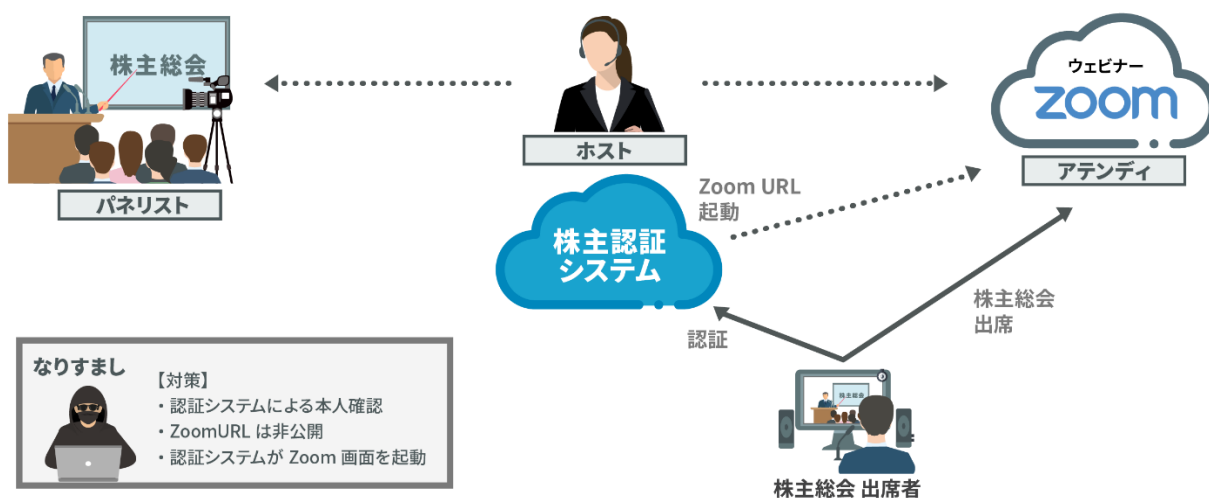 株主総会
パネリスト
ホスト
ウェビナー
zoom
アテンディ
Zoom URL
起動
株主認証
システム
株主総会
出席
認証
なりすまし
【対策】
・認証システムによる本人確認
・ZoomURL は非公開
・認証システムが Zoom 画面を起動
株主総会
株主総会 出席者